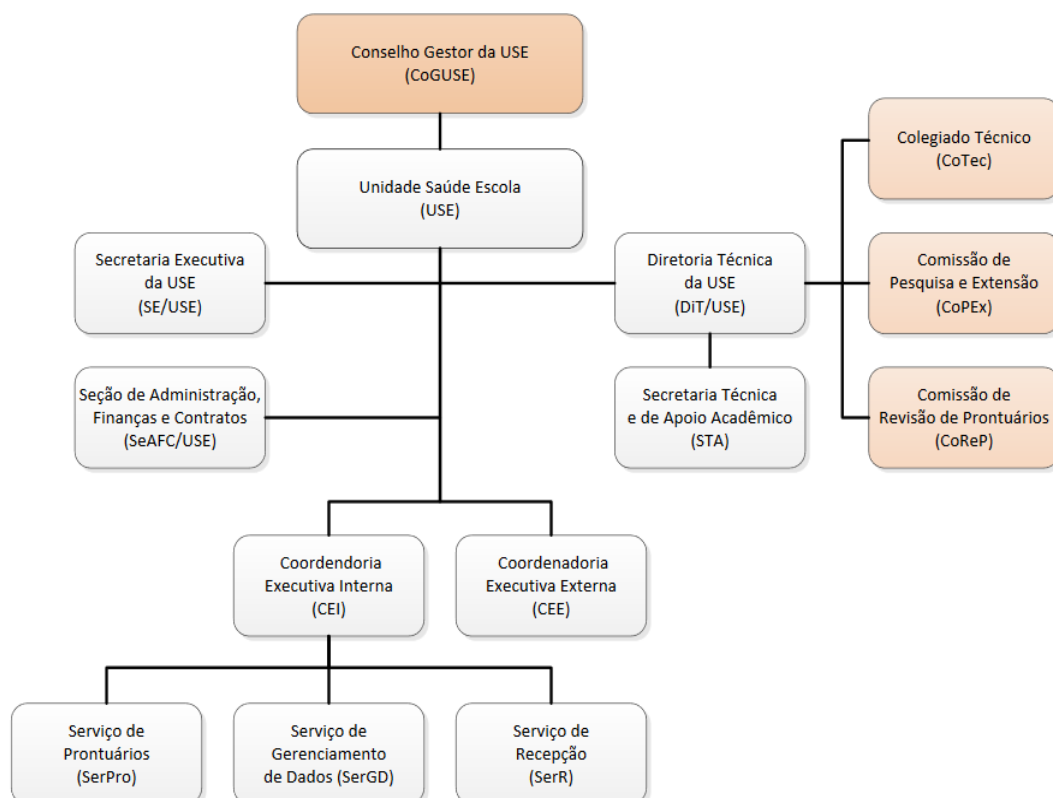 Conselho Gestor da USE
(CoGUSE)
Unidade Saúde Escola
(USE)
Colegiado Técnico
(CoTec)
Secretaria Executiva
da USE
(SE/USE)
Diretoria Técnica
da USE
(DiT/USE)
Comissão de
Pesquisa e Extensão
(CoPEx)
Seção de Administração,
Finanças e Contratos
(SeAFC/USE)
Secretaria Técnica
e de Apoio Acadêmico
(STA)
Comissão de
Revisão de Prontuários
(CoReP)
Coordendoria
Executiva Interna
(CEI)
Coordenadoria
Executiva Externa
(CEE)
Serviço de
Prontuários
(SerPro)
Serviço de
Gerenciamento
de Dados (SerGD)
Serviço de
Recepção
(SerR)